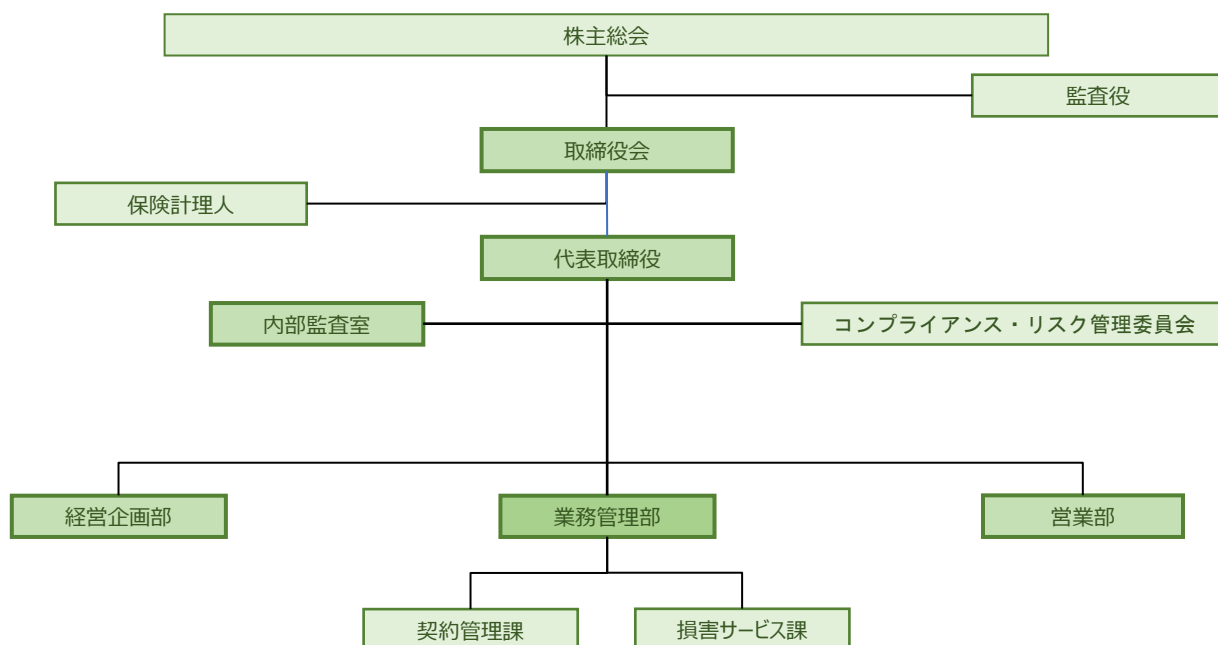 株主総会
監査役
取締役会
保険計理人
代表取締役
内部監査室
コンプライアンス・リスク管理委員会
経営企画部
業務管理部
営業部
契約管理課
損害サービス課